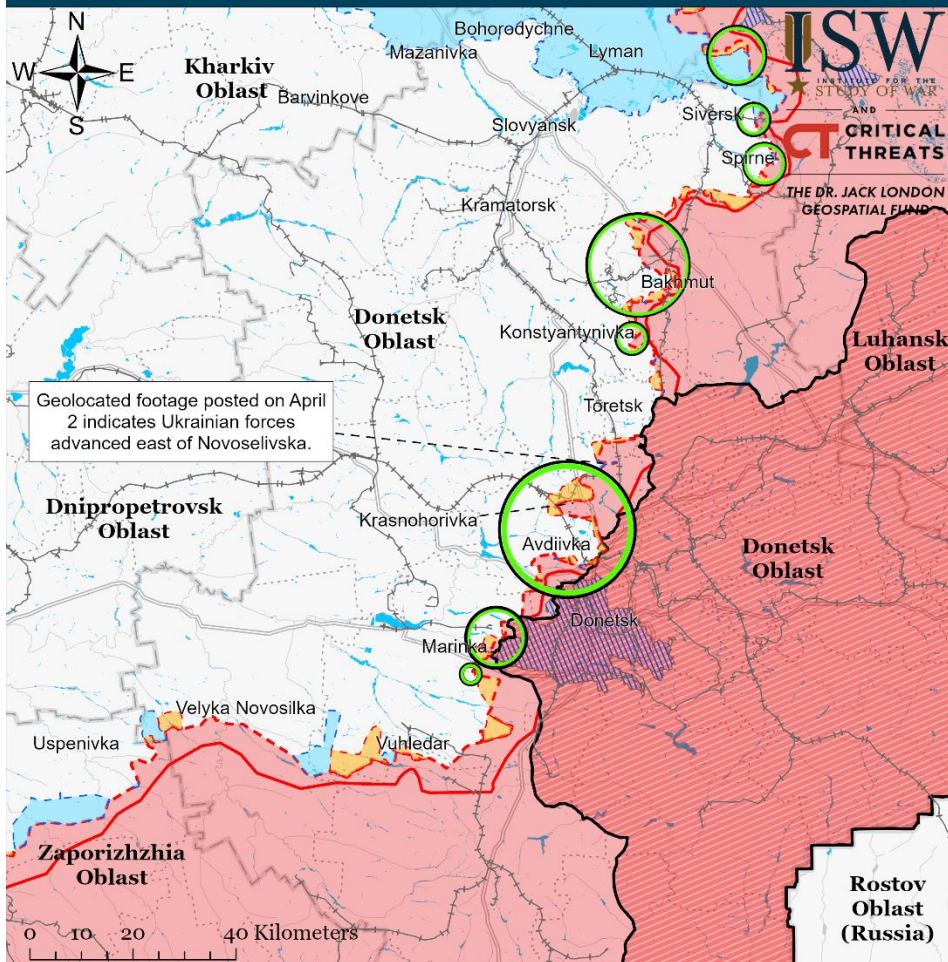 N
W E
S
Kharkiv
Oblast
Bohorodychne
Mazanivka
Lyman
Barvinkove
Slovyansk
Siversk
Spirne
Kramatorsk
ISW
INSTITUTE FOR THE
STUDY OF WAR
AND
CT CRITICAL
THREATS
THE DR. JACK LONDON
GEOSPATIAL FUND
Bakhmut
Donetsk
Oblast
Konstyantynivka
Luhansk
Oblast
Toretsk
Geolocated footage posted on April
2 indicates Ukrainian forces
advanced east of Novoselivska.
Dnipropetrovsk
Oblast
Krasnohorivka
Avdiivka
Donetsk
Oblast
Donetsk
Marinka
Velyka Novosilka
Uspenivka
Vuhledar
Zaporizhzhia
Oblast
Rostov
Oblast
(Russia)
0 10 20 40 Kilometers